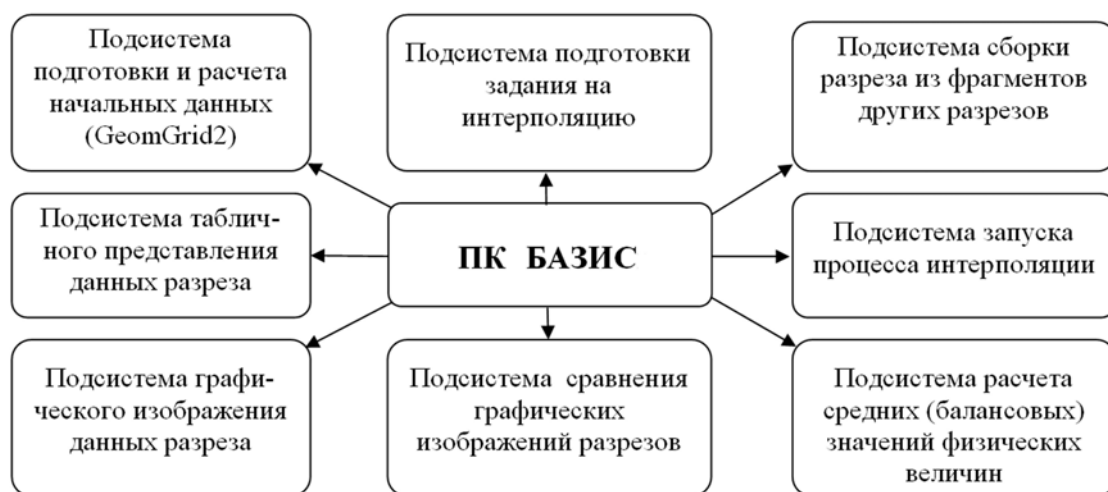 Подсистема
подготовки и расчета
начальных данных
(GeomGrid2)
Подсистема подготовки
задания на
интерполяцию
Подсистема сборки
разреза из фрагментов
других разрезов
Подсистема таблич-
ного представления
данных разреза
ПК БАЗИС
Подсистема запуска
процесса интерполяции
Подсистема графи-
ческого изображения
данных разреза
Подсистема сравнения
графических
изображений разрезов
Подсистема расчета
средних (балансовых)
значений физических
величин